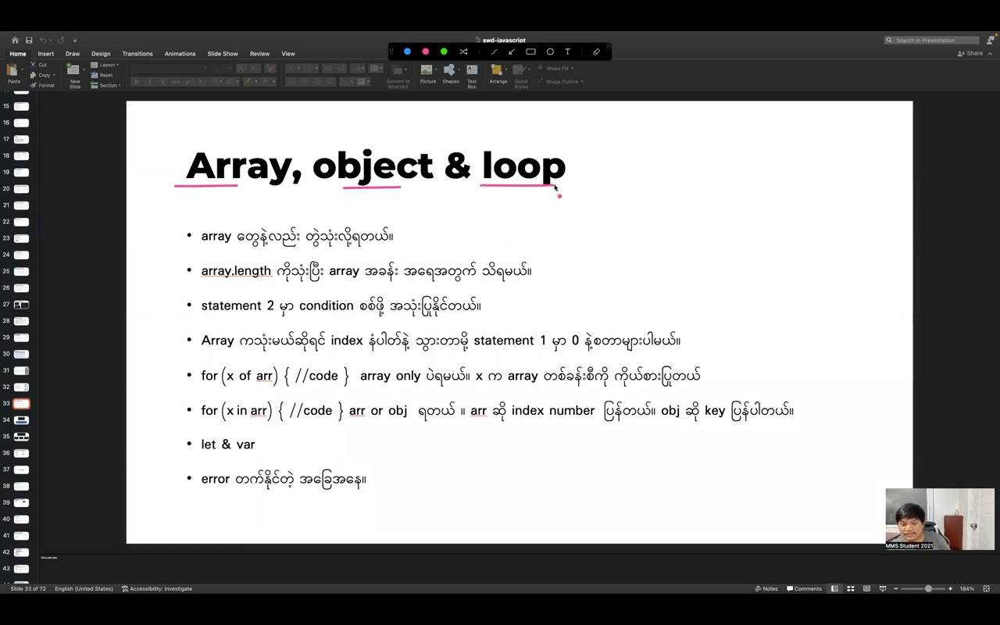 swd-javascript
Search in Presentation
Home Insert Draw Design Transitions Animations Slide Show Review View
Share
Paste
Cut
Copy
Format
New Slide
Layout
Reset
Section
Convert to SmartArt
Picture
Shapes
Text Box
Arrange
Quick Styles
Shape Fill
Shape Outline
15
16
17
18
19
20
21
22
23
24
25
26
27
28
29
30
31
32
33
34
35
36
37
38
39
40
41
42
43
Array, object & loop
• array တွေနဲ့လည်း တွဲသုံးလို့ရတယ်။
• array.length ကိုသုံးပြီး array အခန်း အရေအတွက် သိရမယ်။
• statement 2 မှာ condition စစ်ဖို့ အသုံးပြုနိုင်တယ်။
• Array ကသုံးမယ်ဆိုရင် index နံပါတ်နဲ့ သွားတာမို့ statement 1 မှာ 0 နဲ့စတာများပါမယ်။
• for (x of arr) { //code } array only ပဲရမယ်။ x က array တစ်ခန်းစီကို ကိုယ်စားပြုတယ်
• for (x in arr) { //code } arr or obj ရတယ် ။ arr ဆို index number ပြန်တယ်။ obj ဆို key ပြန်ပါတယ်။
• let & var
• error တက်နိုင်တဲ့ အခြေအနေ။
MMS Student 2021
Slide 33 of 72 English (United States) Accessibility: Investigate Notes Comments 184%